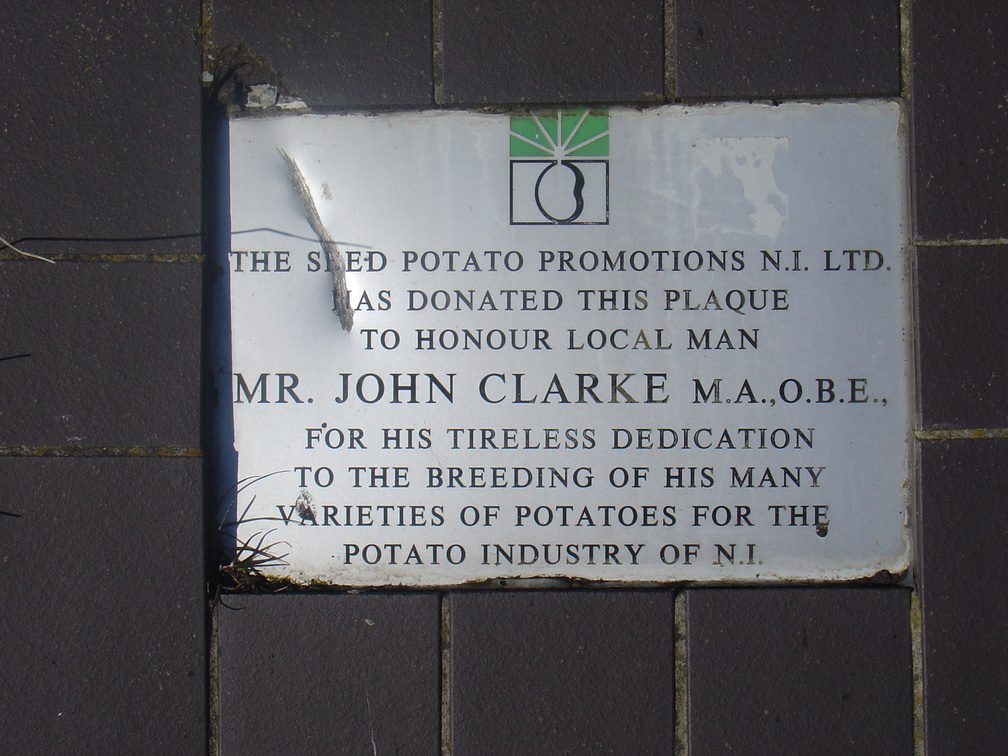 THE SEED POTATO PROMOTIONS N.I. LTD.
HAS DONATED THIS PLAQUE
TO HONOUR LOCAL MAN
MR. JOHN CLARKE M.A.,O.B.E.,
FOR HIS TIRELESS DEDICATION
TO THE BREEDING OF HIS MANY
VARIETIES OF POTATOES FOR THE
POTATO INDUSTRY OF N.I.